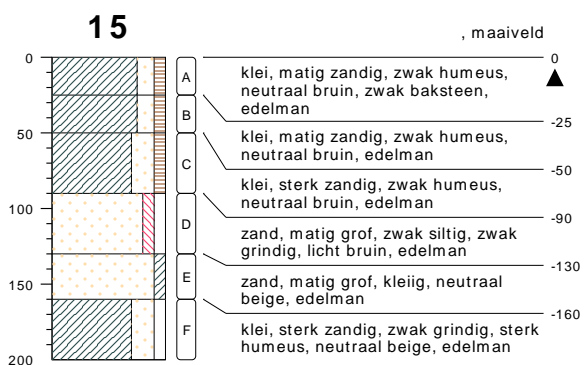 15
, maaiveld
0
50
100
150
200
A
B
C
D
E
F
klei, matig zandig, zwak humeus,
neutraal bruin, zwak baksteen,
edelman
klei, matig zandig, zwak humeus,
neutraal bruin, edelman
klei, sterk zandig, zwak humeus,
neutraal bruin, edelman
zand, matig grof, zwak siltig, zwak
grindig, licht bruin, edelman
zand, matig grof, kleiig, neutraal
beige, edelman
klei, sterk zandig, zwak grindig, sterk
humeus, neutraal beige, edelman
0
-25
-50
-90
-130
-160